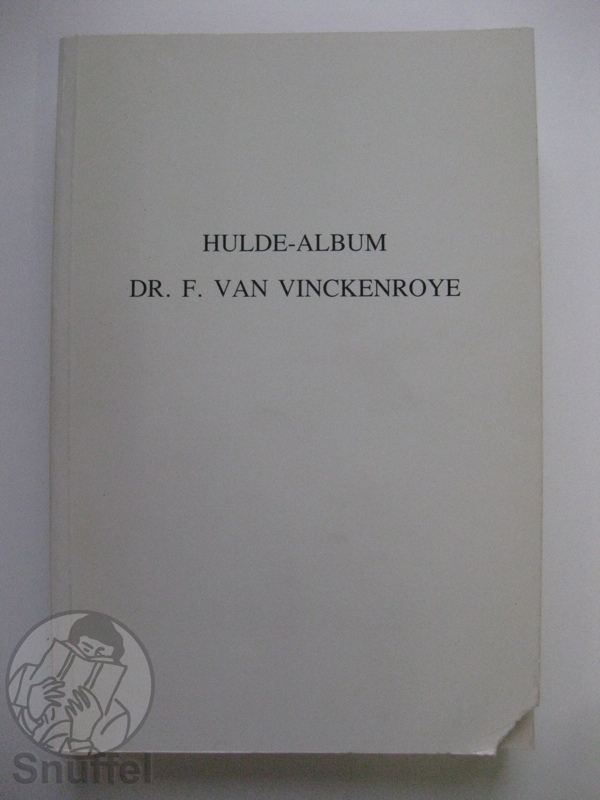 HULDE-ALBUM
DR. F. VAN VINCKENROYE
Snuffel